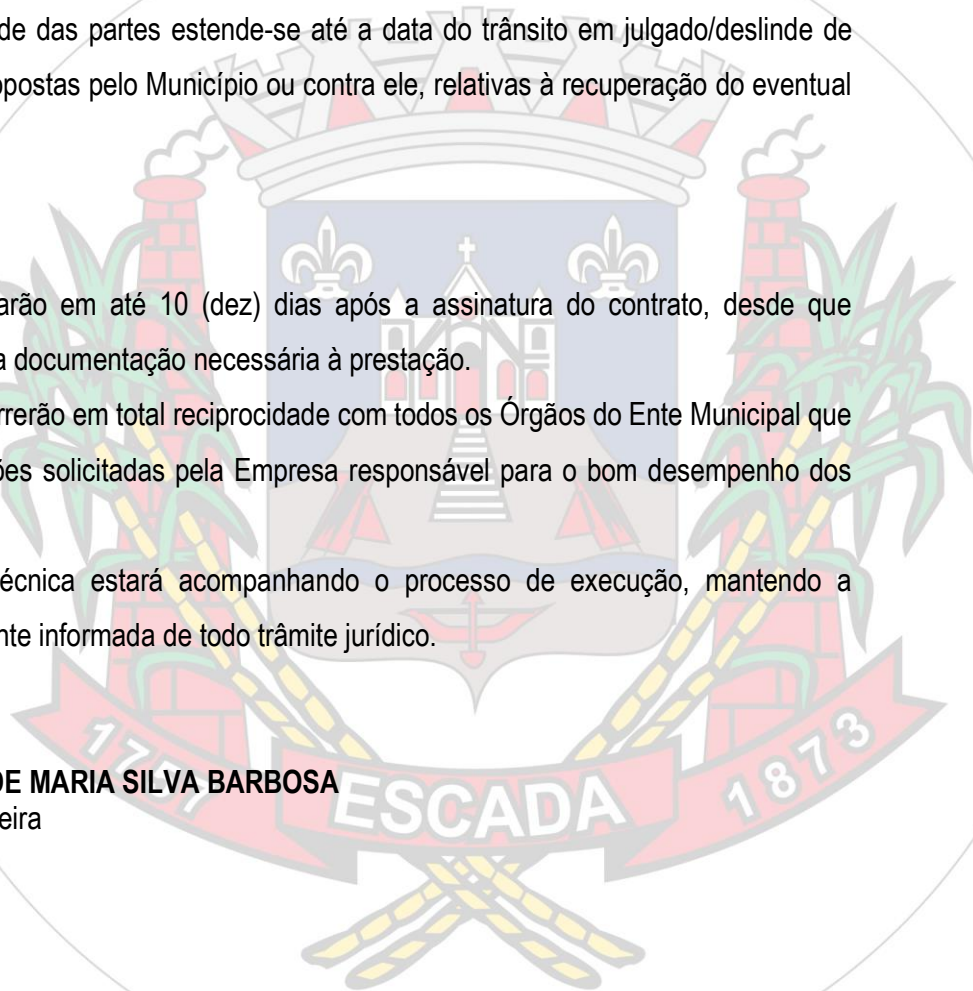 de das partes estende-se até a data do trânsito em julgado/deslinde de
postas pelo Município ou contra ele, relativas à recuperação do eventual
arão em até 10 (dez) dias após a assinatura do contrato, desde que
a documentação necessária à prestação.
rrerão em total reciprocidade com todos os Órgãos do Ente Municipal que
ões solicitadas pela Empresa responsável para o bom desempenho dos
écnica estará acompanhando o processo de execução, mantendo a
nte informada de todo trâmite jurídico.
DE MARIA SILVA BARBOSA
eira
1757 ESCADA 1873